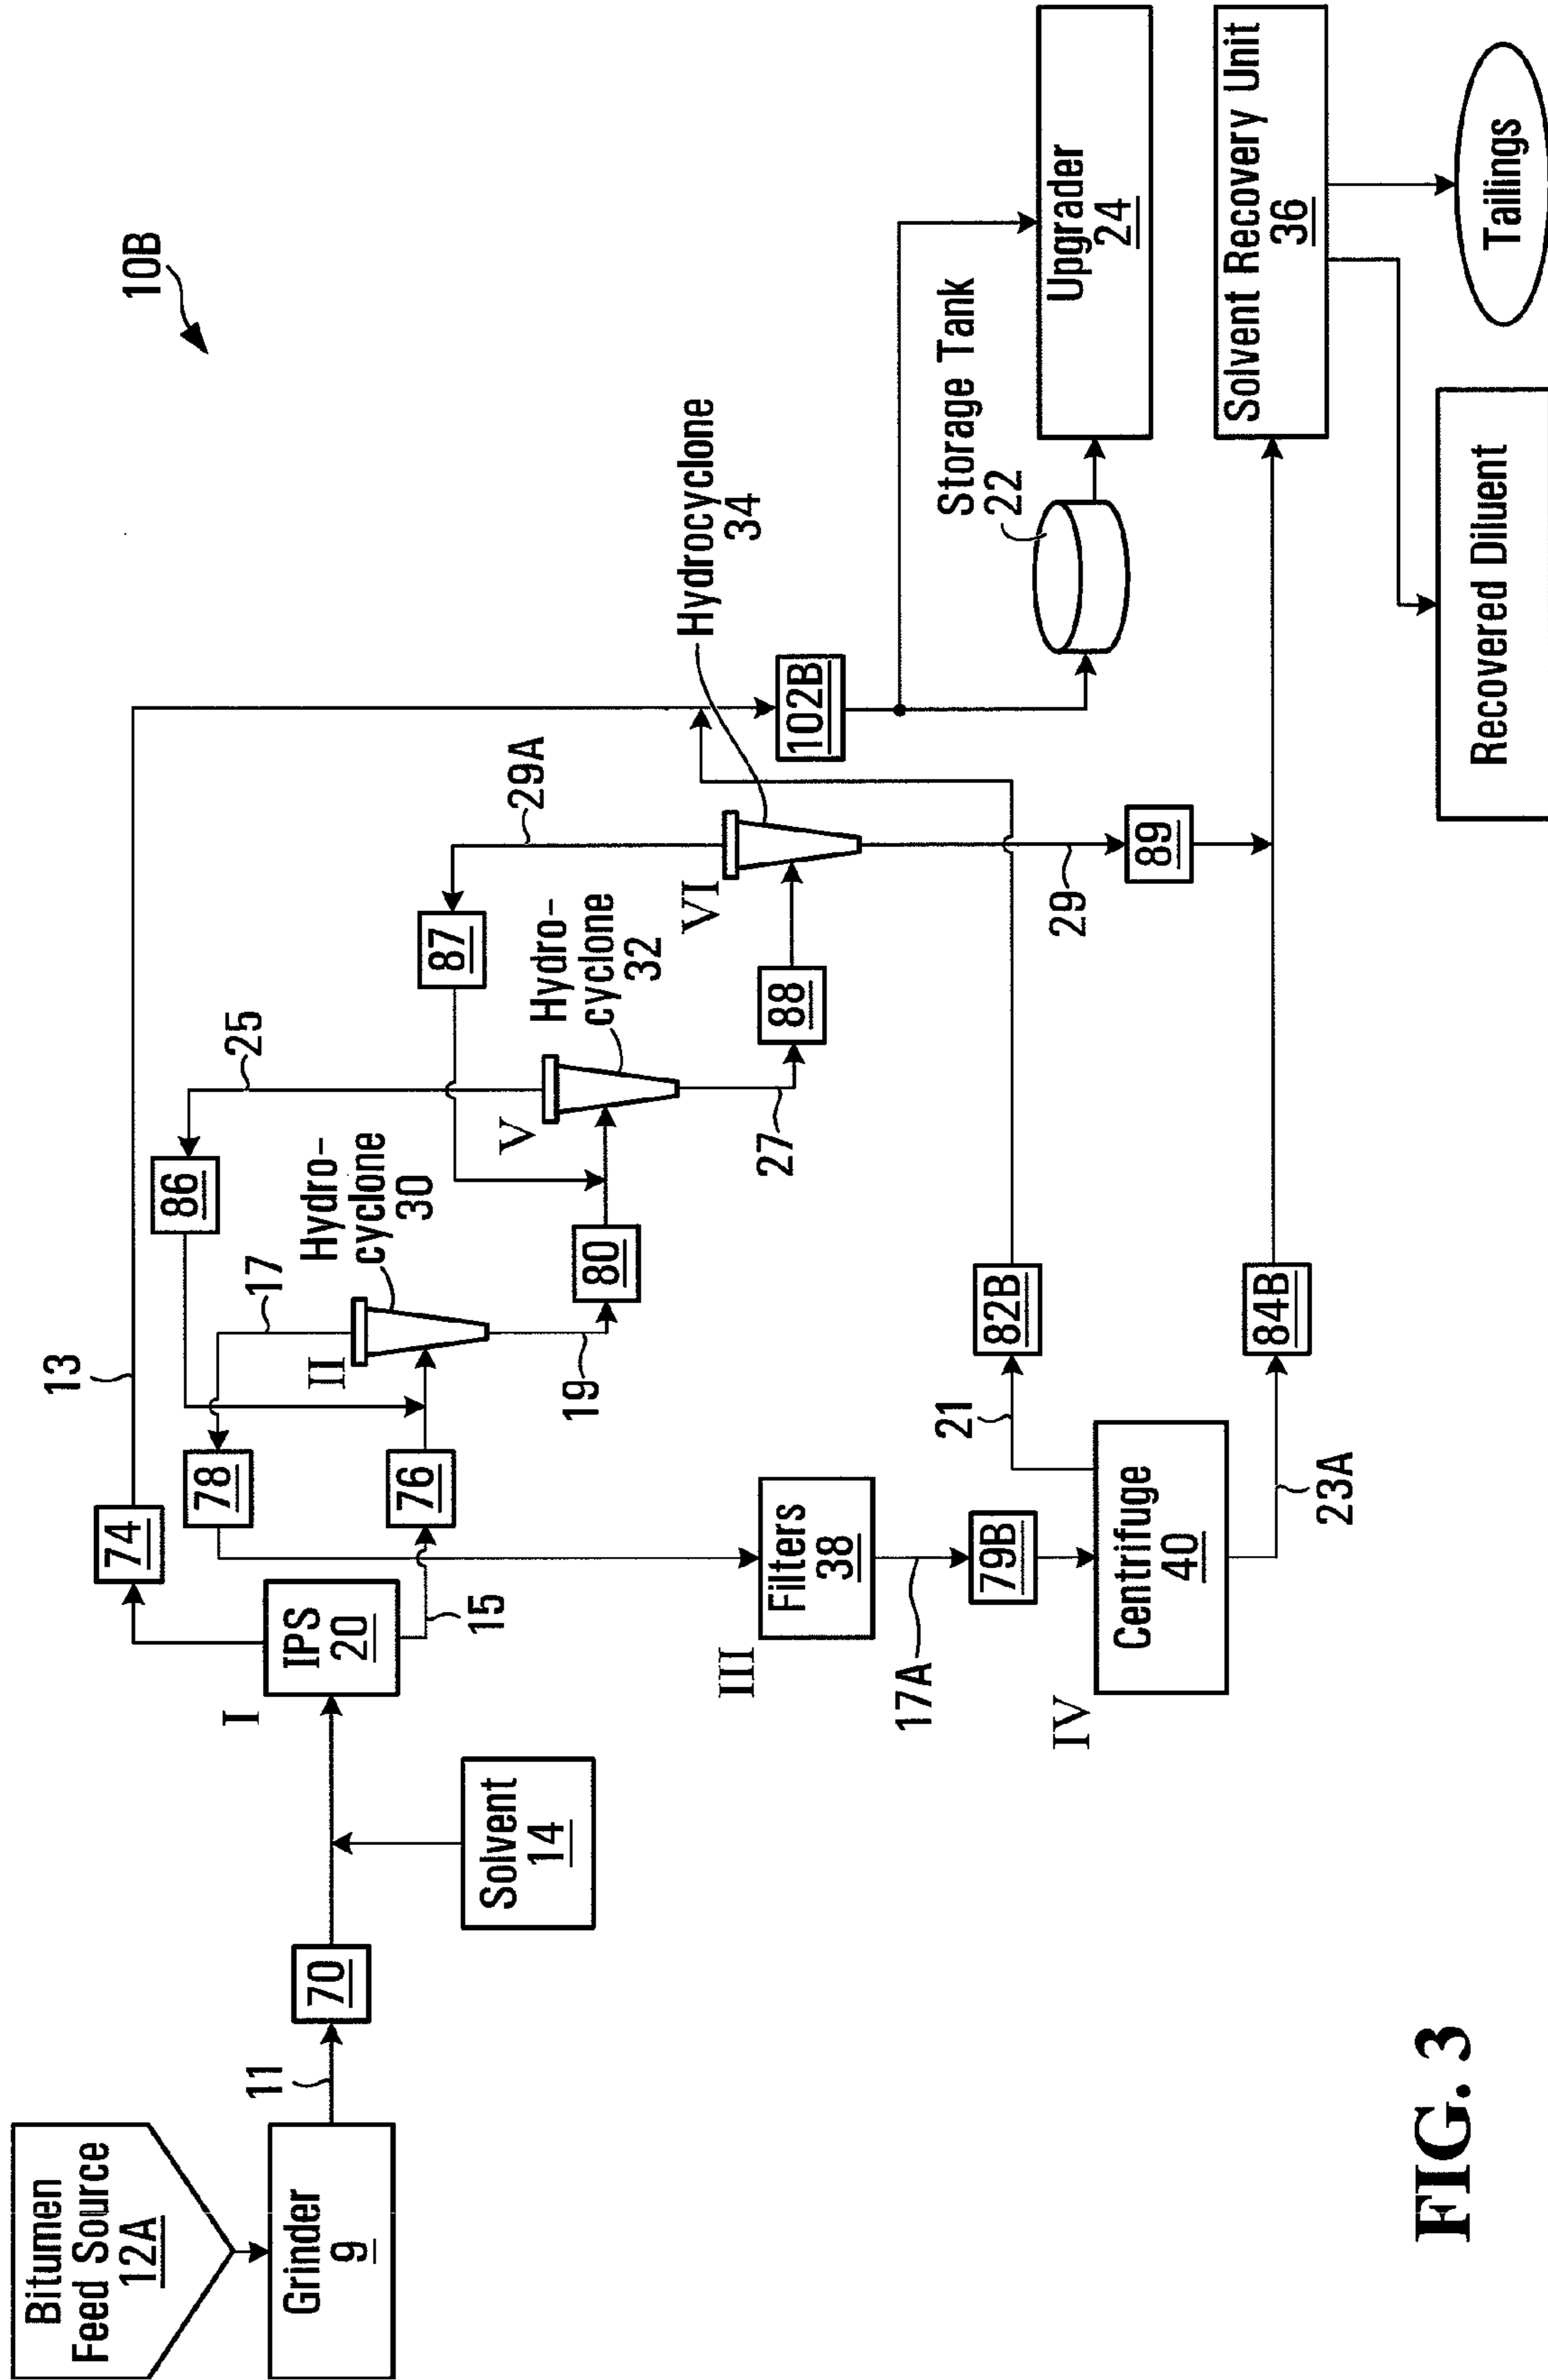 10B
Bitumen
Feed Source
12A
Grinder
9
11
70
Solvent
14
I
IPS
20
15
74
13
78
76
17
II
Hydro-
cyclone
30
19
80
86
25
V
Hydro-
cyclone
32
27
88
87
29A
VI
Hydrocyclone
34
29
89
102B
III
Filters
38
17A
79B
IV
Centrifuge
40
21
82B
23A
84B
Storage Tank
22
Upgrader
24
Solvent Recovery Unit
36
Recovered Diluent
Tailings
FIG. 3